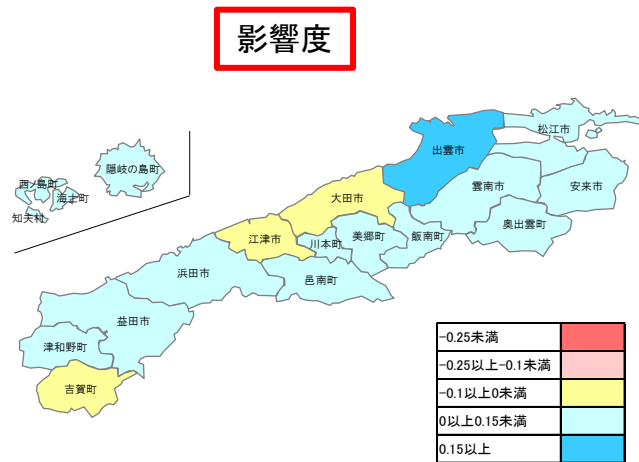 影響度
松江市
出雲市
隠岐の島町
西ノ島町
海士町
知夫村
雲南市
安来市
大田市
奥出雲町
江津市
川本町
美郷町
飯南町
浜田市
邑南町
益田市
津和野町
吉賀町
-0.25未満
-0.25以上-0.1未満
-0.1以上0未満
0以上0.15未満
0.15以上